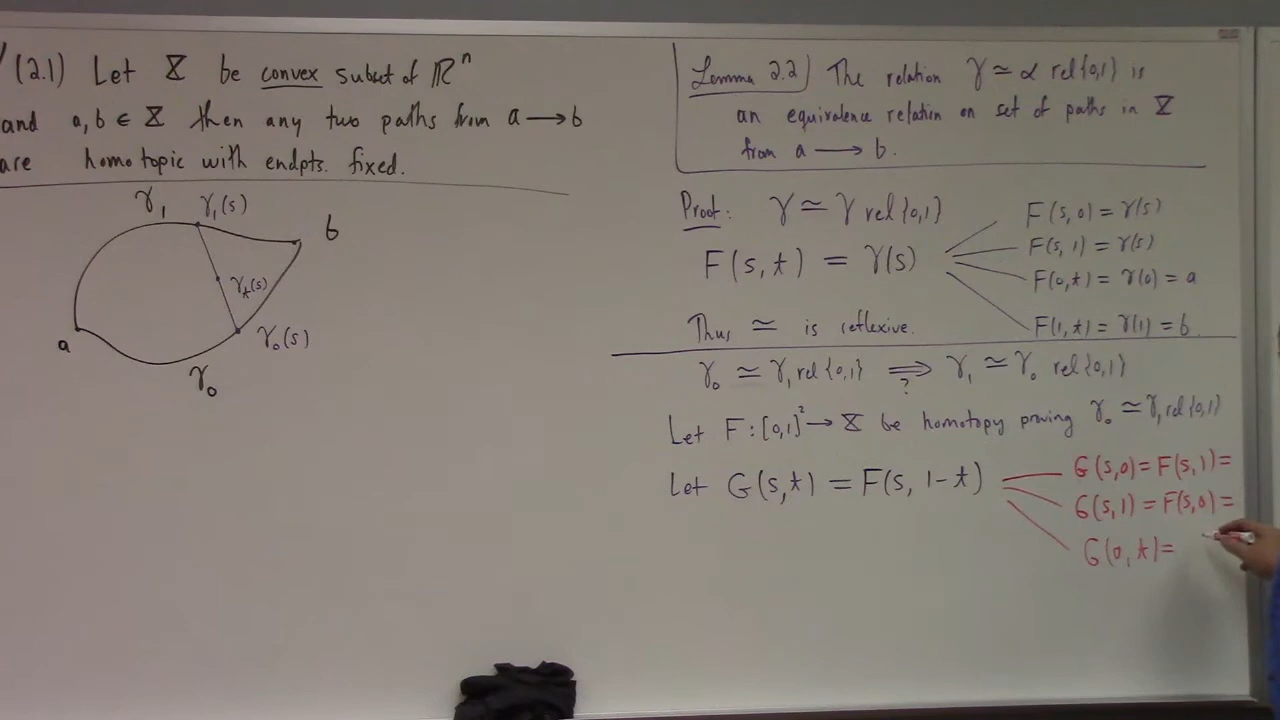 (2.1) Let X be convex subset of ℝⁿ
and a, b ∈ X then any two paths from a → b
are homotopic with endpts. fixed.
γ₁
γ₁(s)
b
γₜ(s)
a
γ₀(s)
γ₀
Lemma 2.2 The relation γ ≃ α rel{0,1} is
an equivalence relation on set of paths in X
from a → b.
Proof: γ ≃ γ rel{0,1}
F(s,t) = γ(s)
F(s,0) = γ(s)
F(s,1) = γ(s)
F(0,t) = γ(0) = a
F(1,t) = γ(1) = b
Thus ≃ is reflexive.
γ₀ ≃ γ₁ rel{0,1} ⟹ γ₁ ≃ γ₀ rel{0,1}
?
Let F : [0,1]² → X be homotopy proving γ₀ ≃ γ₁ rel{0,1}
Let G(s,t) = F(s, 1-t)
G(s,0) = F(s,1) =
G(s,1) = F(s,0) =
G(0,t) =